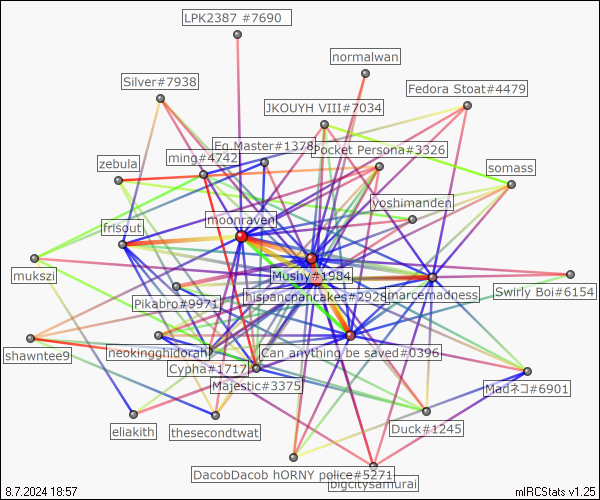 LPK2387 #7690
normalwan
Silver#7938
Fedora Stoat#4479
JKOUYH VIII#7034
Eg.Master#1378
Pocket Persona#3326
ming#4742
zebula
somass
yoshimanden
moonraven
frisout
Mushy#1984
mukszi
hispancpancakes#2928
marcemadness
Swirly Boi#6154
Pikabro#9971
shawntee9
neokingghidorah
Can anything be saved#0396
Cypha#1717
Majestic#3375
Madネコ#6901
Duck#1245
eliakith
thesecondtwat
DacobDacob hORNY police#5271
bigcitysamurai
8.7.2024 18:57
mIRCStats v1.25